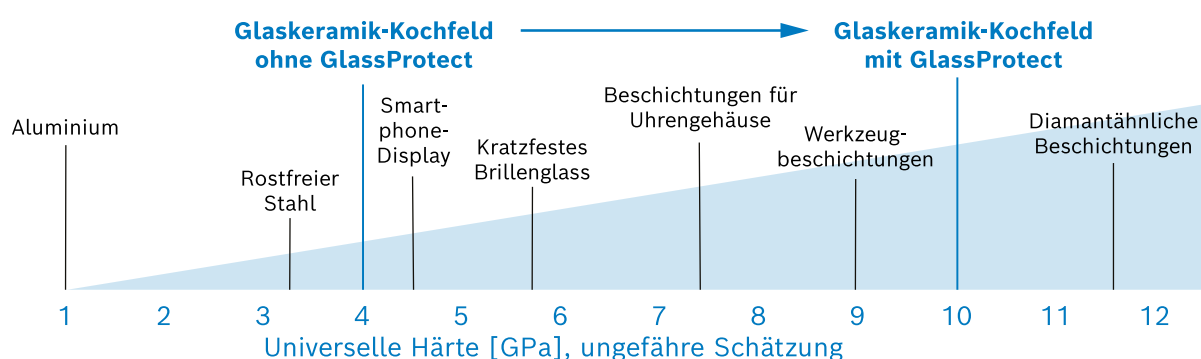 Glaskeramik-Kochfeld
ohne GlassProtect
Glaskeramik-Kochfeld
mit GlassProtect
Aluminium
Rostfreier
Stahl
Smart-
phone-
Display
Kratzfestes
Brillenglass
Beschichtungen für
Uhrengehäuse
Werkzeug-
beschichtungen
Diamantähnliche
Beschichtungen
1 2 3 4 5 6 7 8 9 10 11 12
Universelle Härte [GPa], ungefähre Schätzung